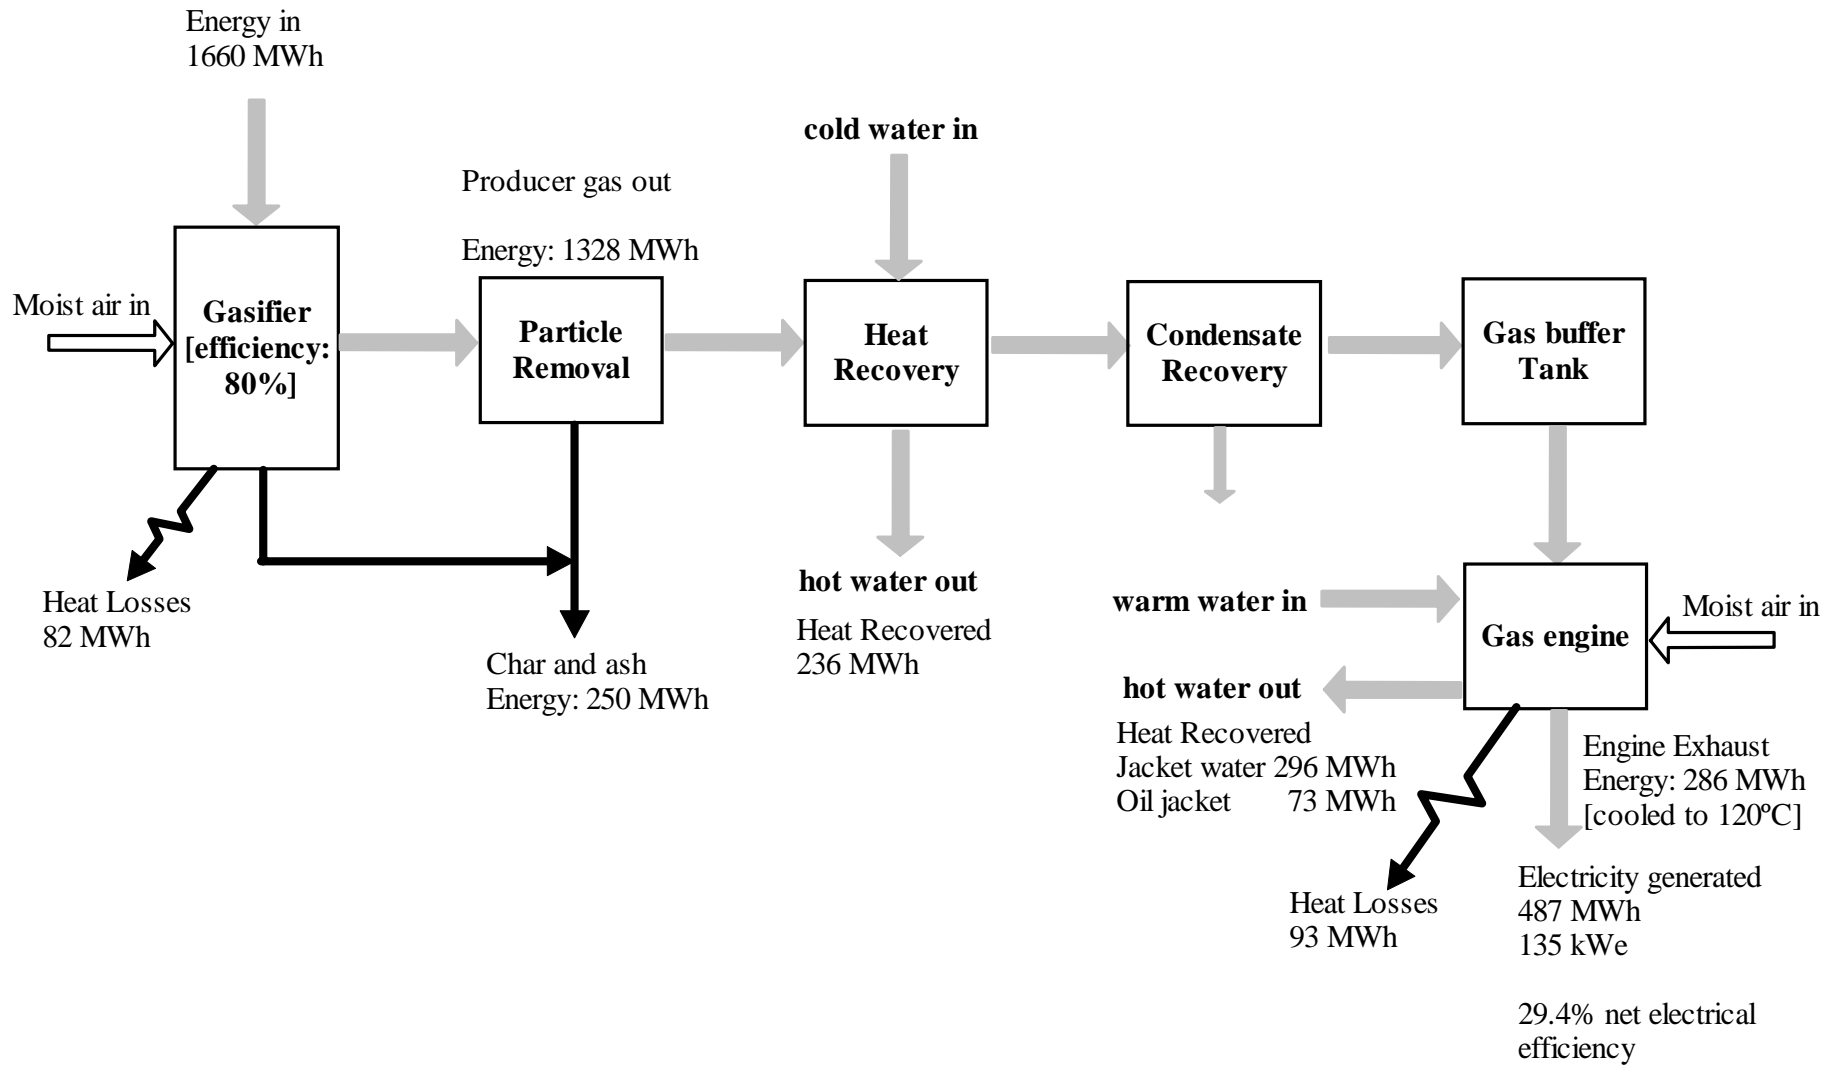 Energy in
1660 MWh
cold water in
Producer gas out
Energy: 1328 MWh
Moist air in
Gasifier
[efficiency:
80%]
Particle
Removal
Heat
Recovery
Condensate
Recovery
Gas buffer
Tank
Heat Losses
82 MWh
Char and ash
Energy: 250 MWh
hot water out
Heat Recovered
236 MWh
warm water in
Gas engine
Moist air in
hot water out
Heat Recovered
Jacket water 296 MWh
Oil jacket 73 MWh
Engine Exhaust
Energy: 286 MWh
[cooled to 120ºC]
Heat Losses
93 MWh
Electricity generated
487 MWh
135 kWe
29.4% net electrical
efficiency